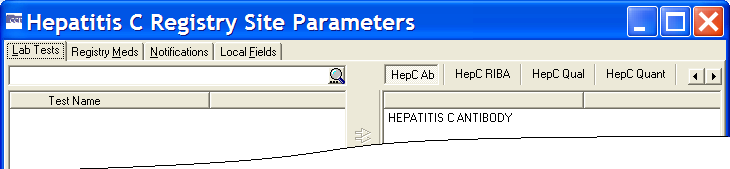 Hepatitis C Registry Site Parameters
Lab Tests Registry Meds Notifications Local Fields
HepC Ab HepC RIBA HepC Qual HepC Quant
Test Name
HEPATITIS C ANTIBODY